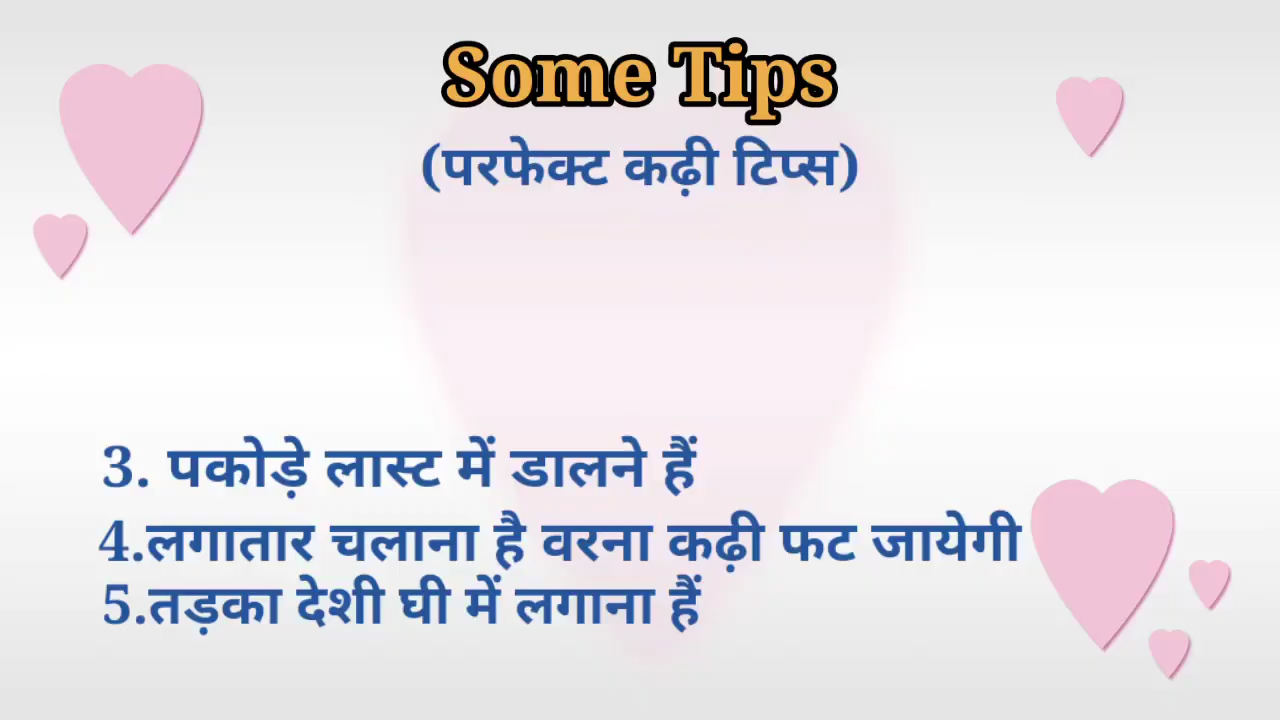 Some Tips
(परफेक्ट कढ़ी टिप्स)
3. पकोड़े लास्ट में डालने हैं
4.लगातार चलाना है वरना कढ़ी फट जायेगी
5.तड़का देशी घी में लगाना हैं